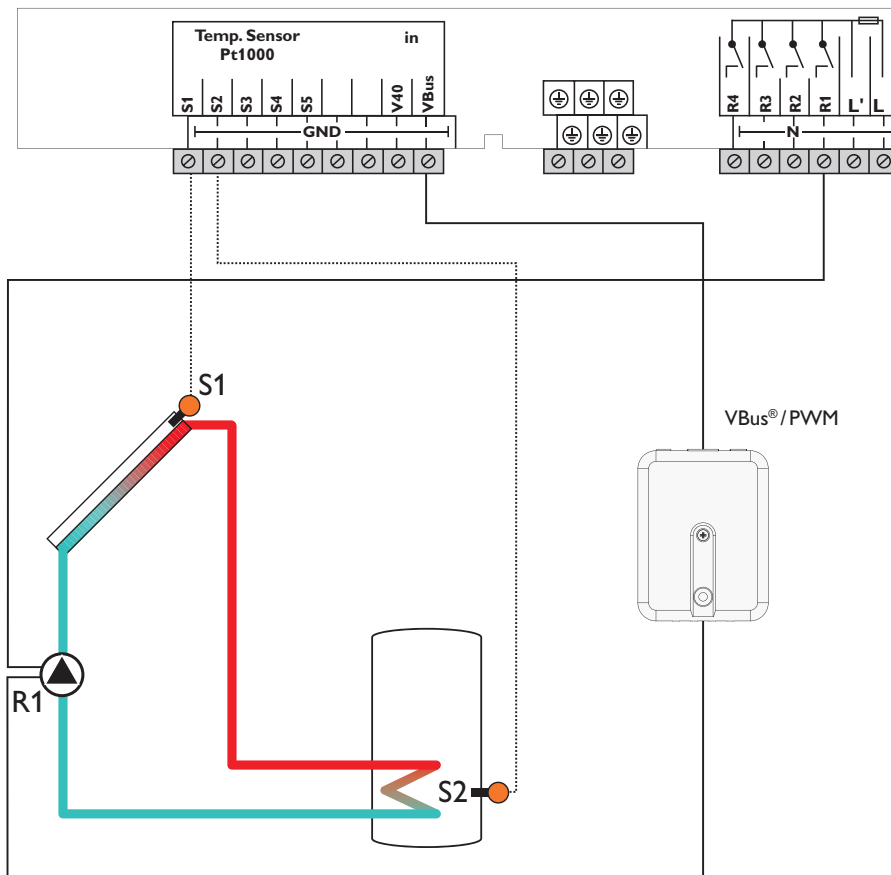 Temp. Sensor in
Pt1000
S1 S2 S3 S4 S5 V40 VBus
GND
R4 R3 R2 R1 L' L
N
S1
VBus® / PWM
R1
S2